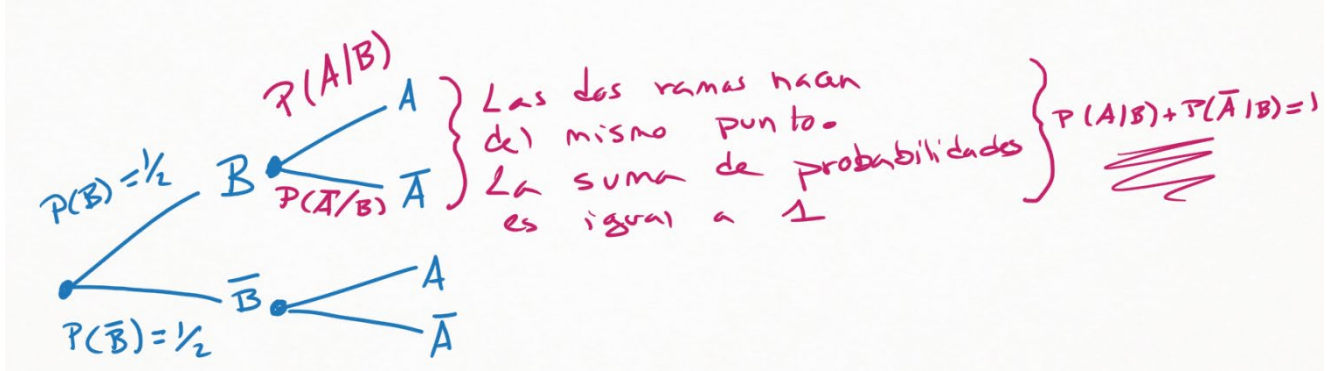 P(A/B)
A
P(B) = 1/2
B
P(A̅/B)
A̅
Las dos ramas nacen
del mismo punto.
La suma de probabilidades
es igual a 1
P(A/B) + P(A̅/B) = 1
P(B̅) = 1/2
B̅
A
A̅